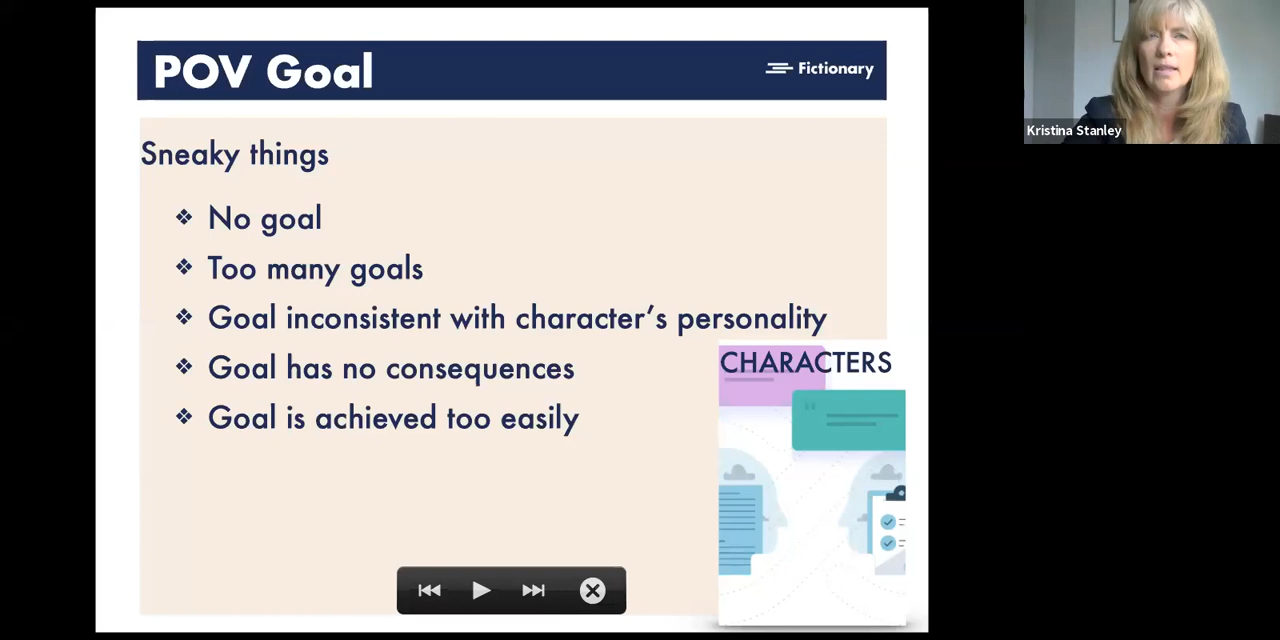 POV Goal
Fictionary
Kristina Stanley
Sneaky things
❖ No goal
❖ Too many goals
❖ Goal inconsistent with character’s personality
❖ Goal has no consequences
❖ Goal is achieved too easily
CHARACTERS